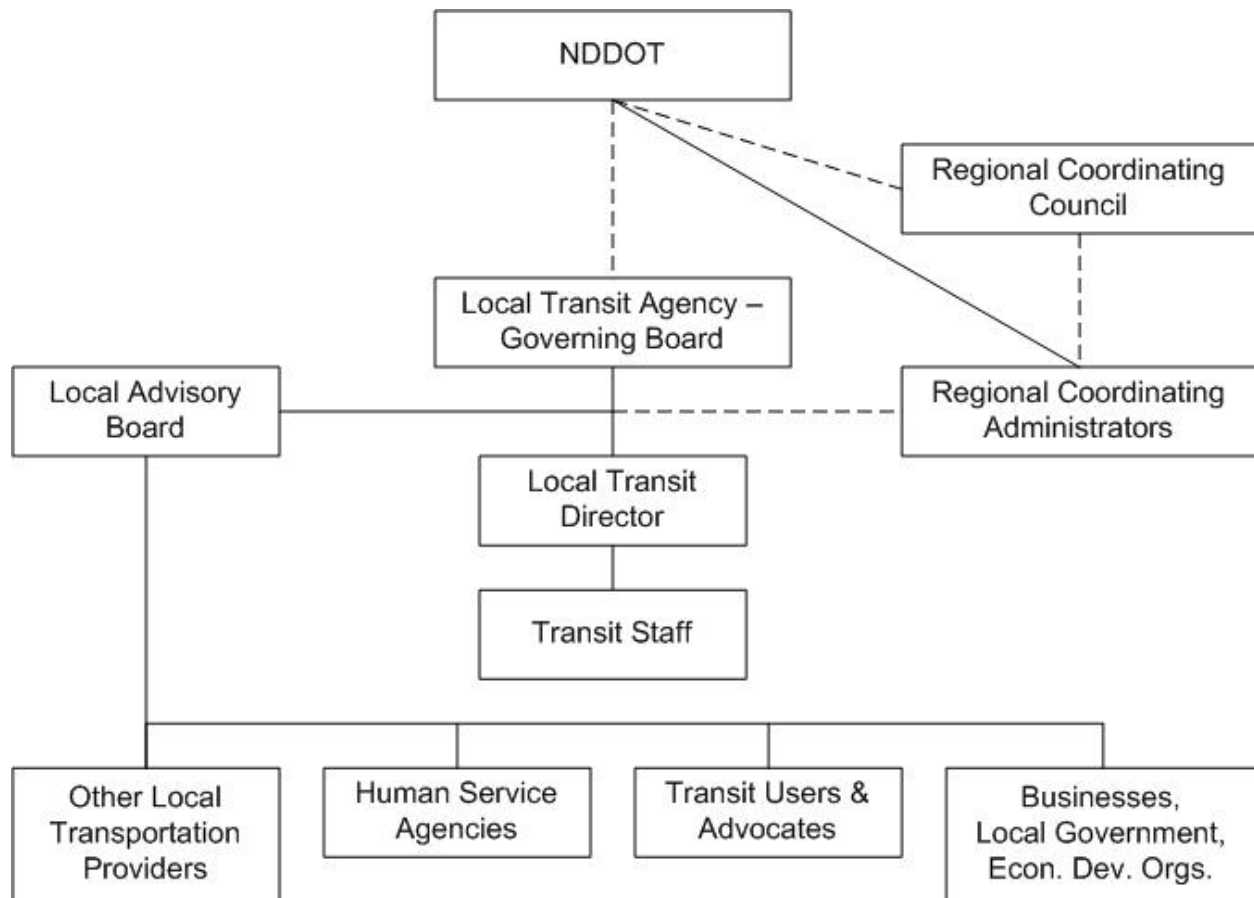 NDDOT
Regional Coordinating
Council
Local Transit Agency –
Governing Board
Local Advisory
Board
Regional Coordinating
Administrators
Local Transit
Director
Transit Staff
Other Local
Transportation
Providers
Human Service
Agencies
Transit Users &
Advocates
Businesses,
Local Government,
Econ. Dev. Orgs.